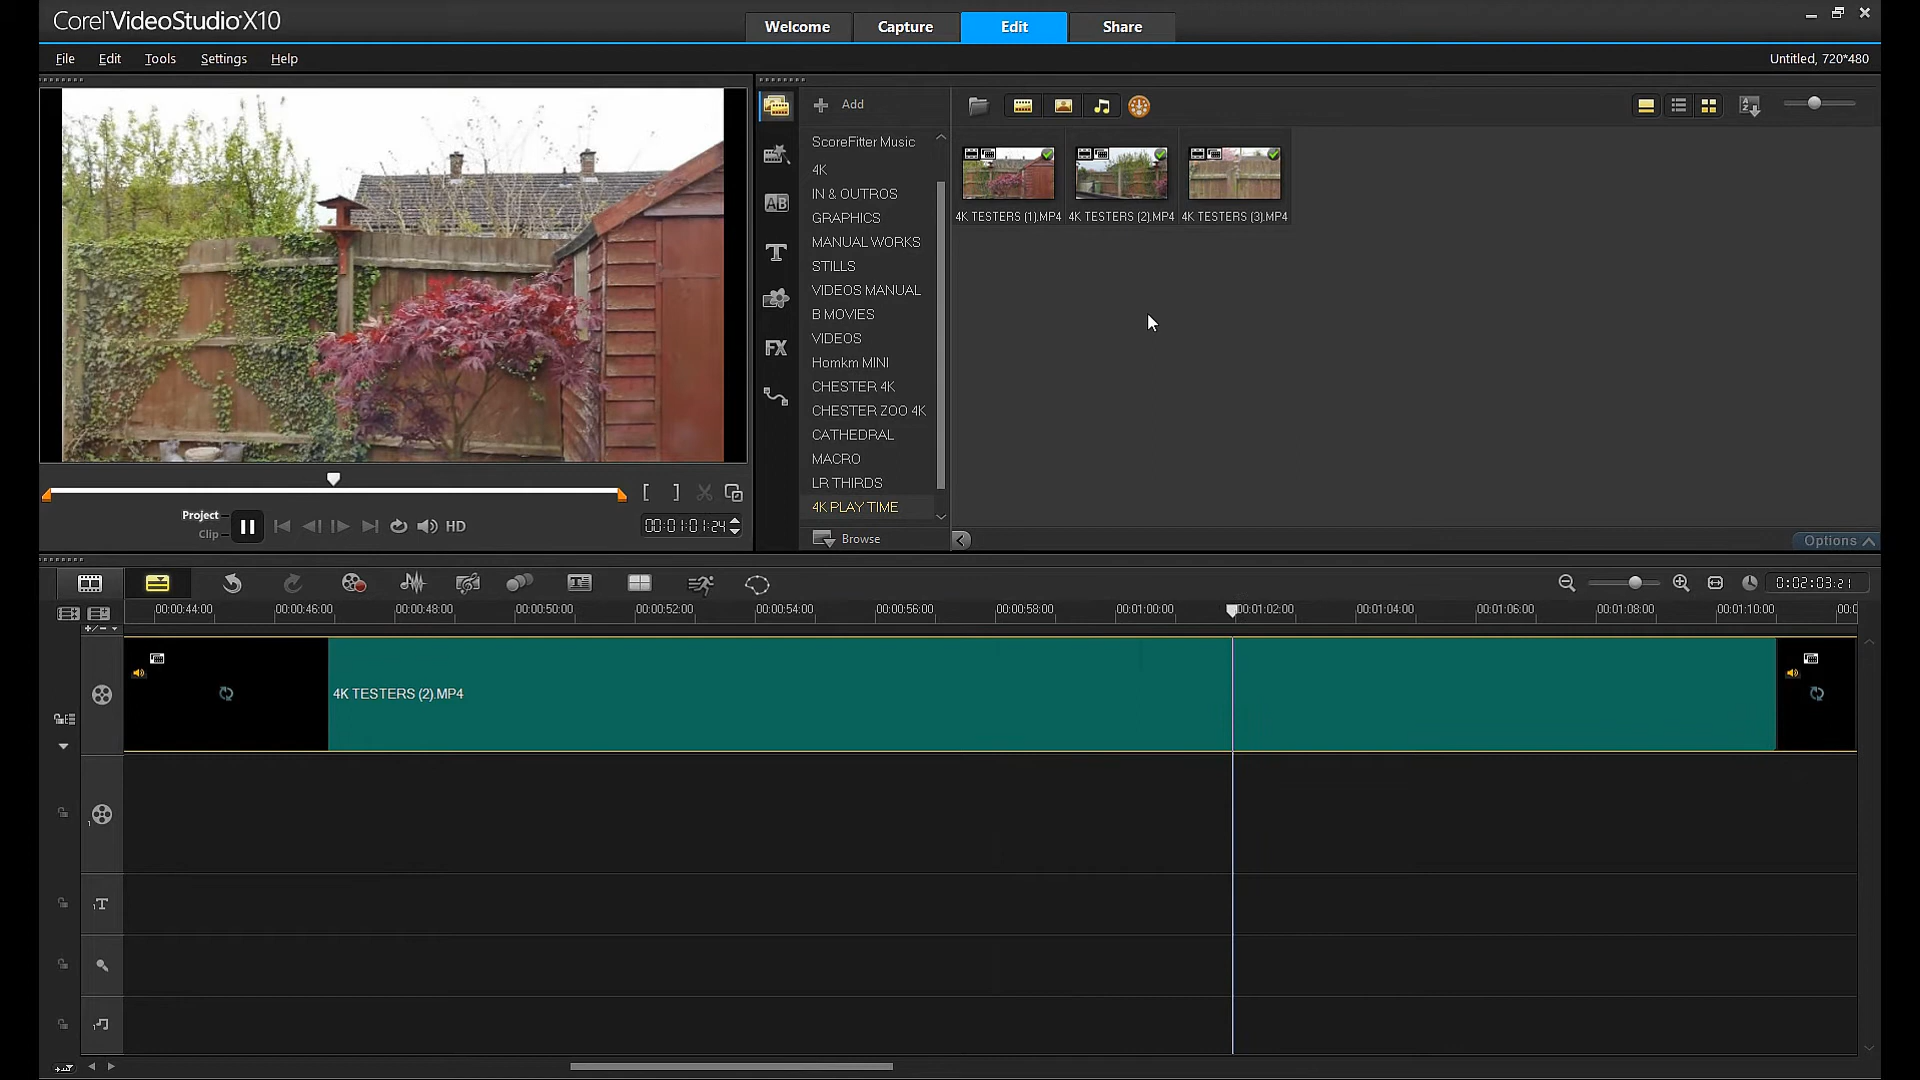 Corel VideoStudio X10
Welcome
Capture
Edit
Share
File
Edit
Tools
Settings
Help
Untitled, 720*480
Add
ScoreFitter Music
4K
IN & OUTROS
GRAPHICS
MANUAL WORKS
STILLS
VIDEOS MANUAL
B MOVIES
VIDEOS
Homkm MINI
CHESTER 4K
CHESTER ZOO 4K
CATHEDRAL
MACRO
LR THIRDS
4K PLAY TIME
Browse
AB
T
FX
4K TESTERS (1).MP4
4K TESTERS (2).MP4
4K TESTERS (3).MP4
Options
Project
Clip
HD
00:01:01:24
0:02:03:21
00:00:44:00
00:00:46:00
00:00:48:00
00:00:50:00
00:00:52:00
00:00:54:00
00:00:56:00
00:00:58:00
00:01:00:00
00:01:02:00
00:01:04:00
00:01:06:00
00:01:08:00
00:01:10:00
4K TESTERS (2).MP4
1
1T
1